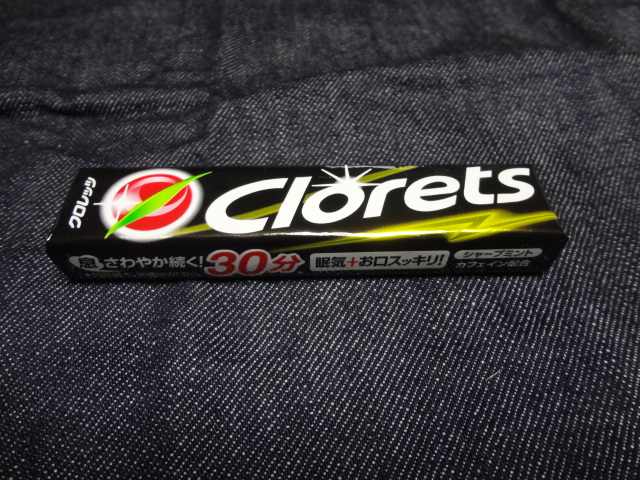 クロレッツ
Clorets
さわやか続く!
30分
眠気+お口スッキリ!
シャープミント
カフェイン配合